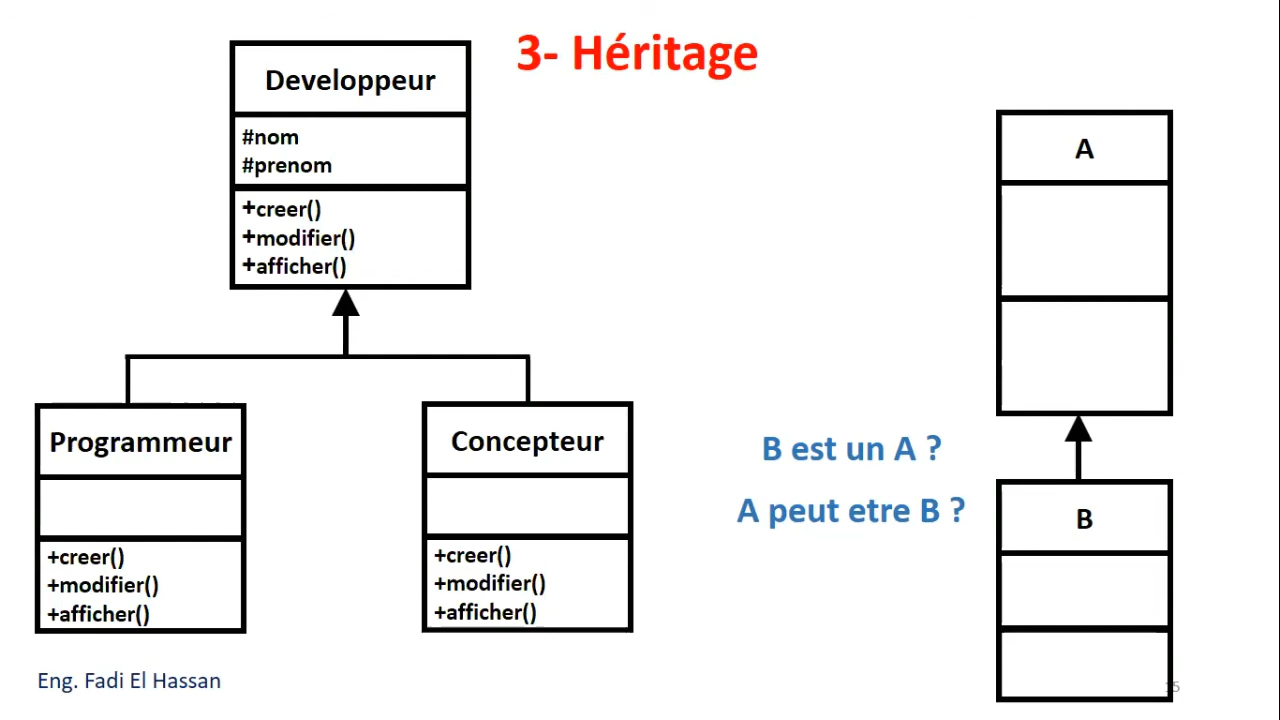 3- Héritage
Developpeur
#nom
#prenom
+creer()
+modifier()
+afficher()
Programmeur
+creer()
+modifier()
+afficher()
Concepteur
+creer()
+modifier()
+afficher()
A
B est un A ?
A peut etre B ?
B
Eng. Fadi El Hassan
15